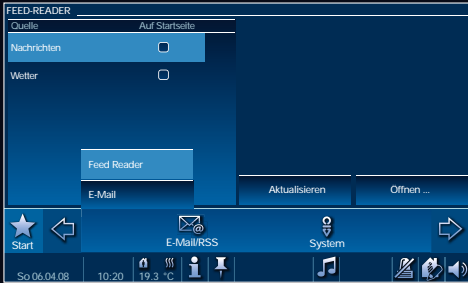 FEED-READER
Quelle Auf Startseite
Nachrichten
Wetter
Feed Reader
E-Mail
Aktualisieren Öffnen ...
Start E-Mail/RSS System
So 06.04.08 10:20 19.3 °C